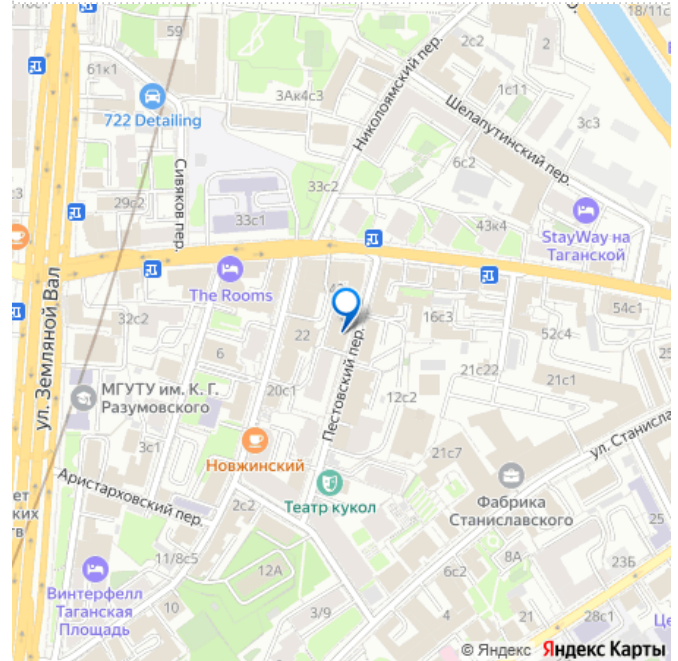 18/11с
59
2с2
2
61к1
3Ак4с3
1с11
722 Detailing
Николоямский пер.
Шелапутинский пер.
3с3
Сивяков пер.
6с2
33с2
29с2
33с1
43к4
StayWay на
Таганской
The Rooms
54с1
ул. Земляной Вал
32с2
16с3
52с4
22
6
Пестовский пер.
21с22
21с1
МГУТУ им. К. Г.
Разумовского
20с1
12с2
3с1
Новжинский
21с7
ул. Станисла
Аристарховский пер.
2с2
Театр кукол
Фабрика
Станиславского
25
11/8с5
12А
8А
23Б
6с2
Винтерфелл
Таганская
Площадь
10
3/9
4
21
28с1
© Яндекс Яндекс Карты